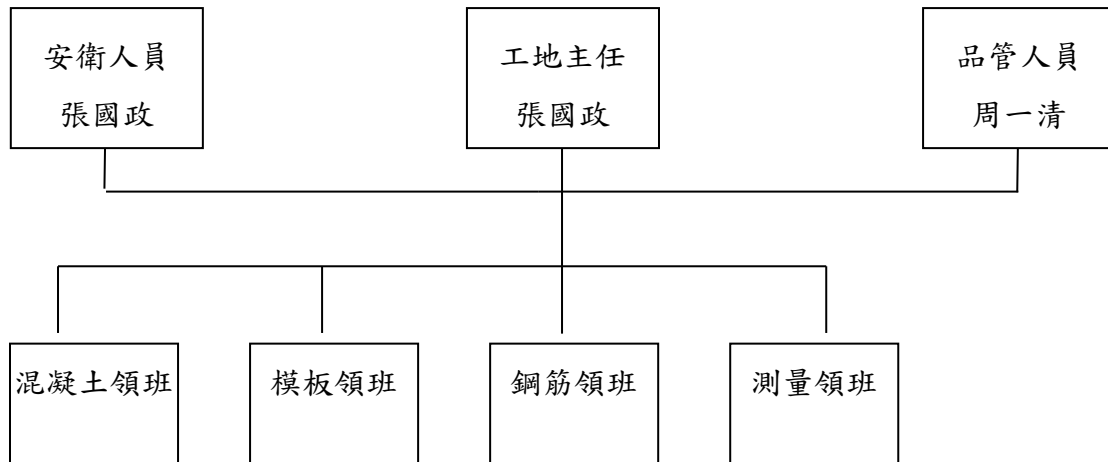 安衛人員
張國政
工地主任
張國政
品管人員
周一清
混凝土領班
模板領班
鋼筋領班
測量領班